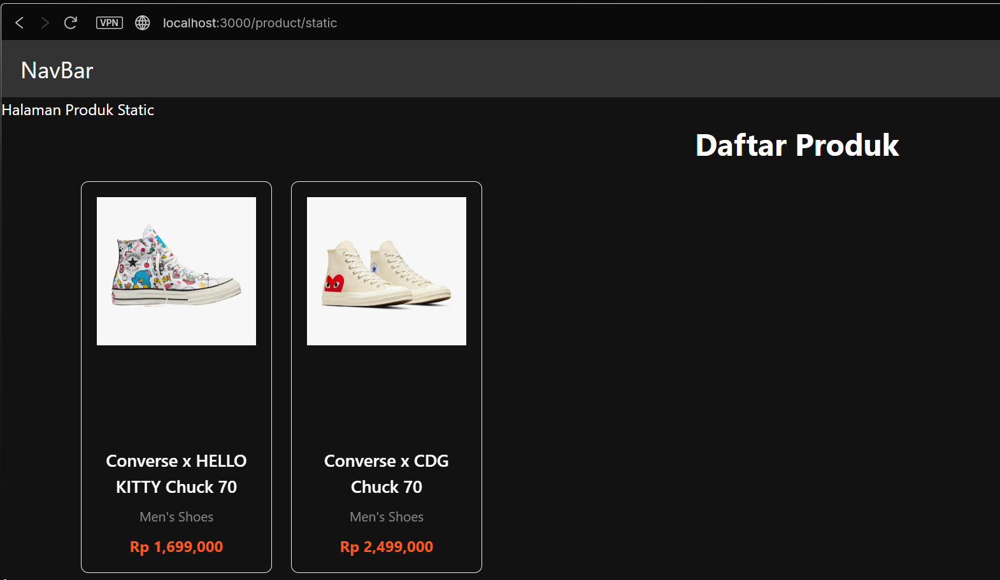 VPN
localhost:3000/product/static
NavBar
Halaman Produk Static
Daftar Produk
Converse x HELLO
KITTY Chuck 70
Men's Shoes
Rp 1,699,000
Converse x CDG
Chuck 70
Men's Shoes
Rp 2,499,000